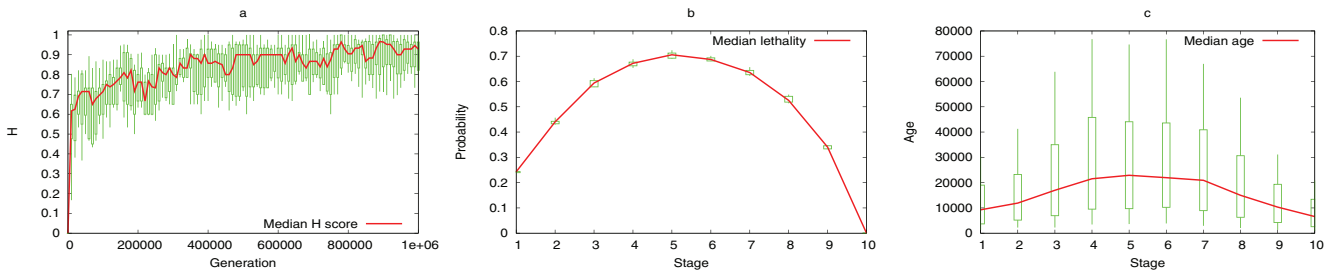 a
1
0.9
0.8
0.7
0.6
0.5
0.4
0.3
0.2
0.1
0
H
Median H score
0 200000 400000 600000 800000 1e+06
Generation
b
0.8
0.7
0.6
0.5
0.4
0.3
0.2
0.1
0
Probability
Median lethality
1 2 3 4 5 6 7 8 9 10
Stage
c
80000
70000
60000
50000
40000
30000
20000
10000
0
Age
Median age
1 2 3 4 5 6 7 8 9 10
Stage